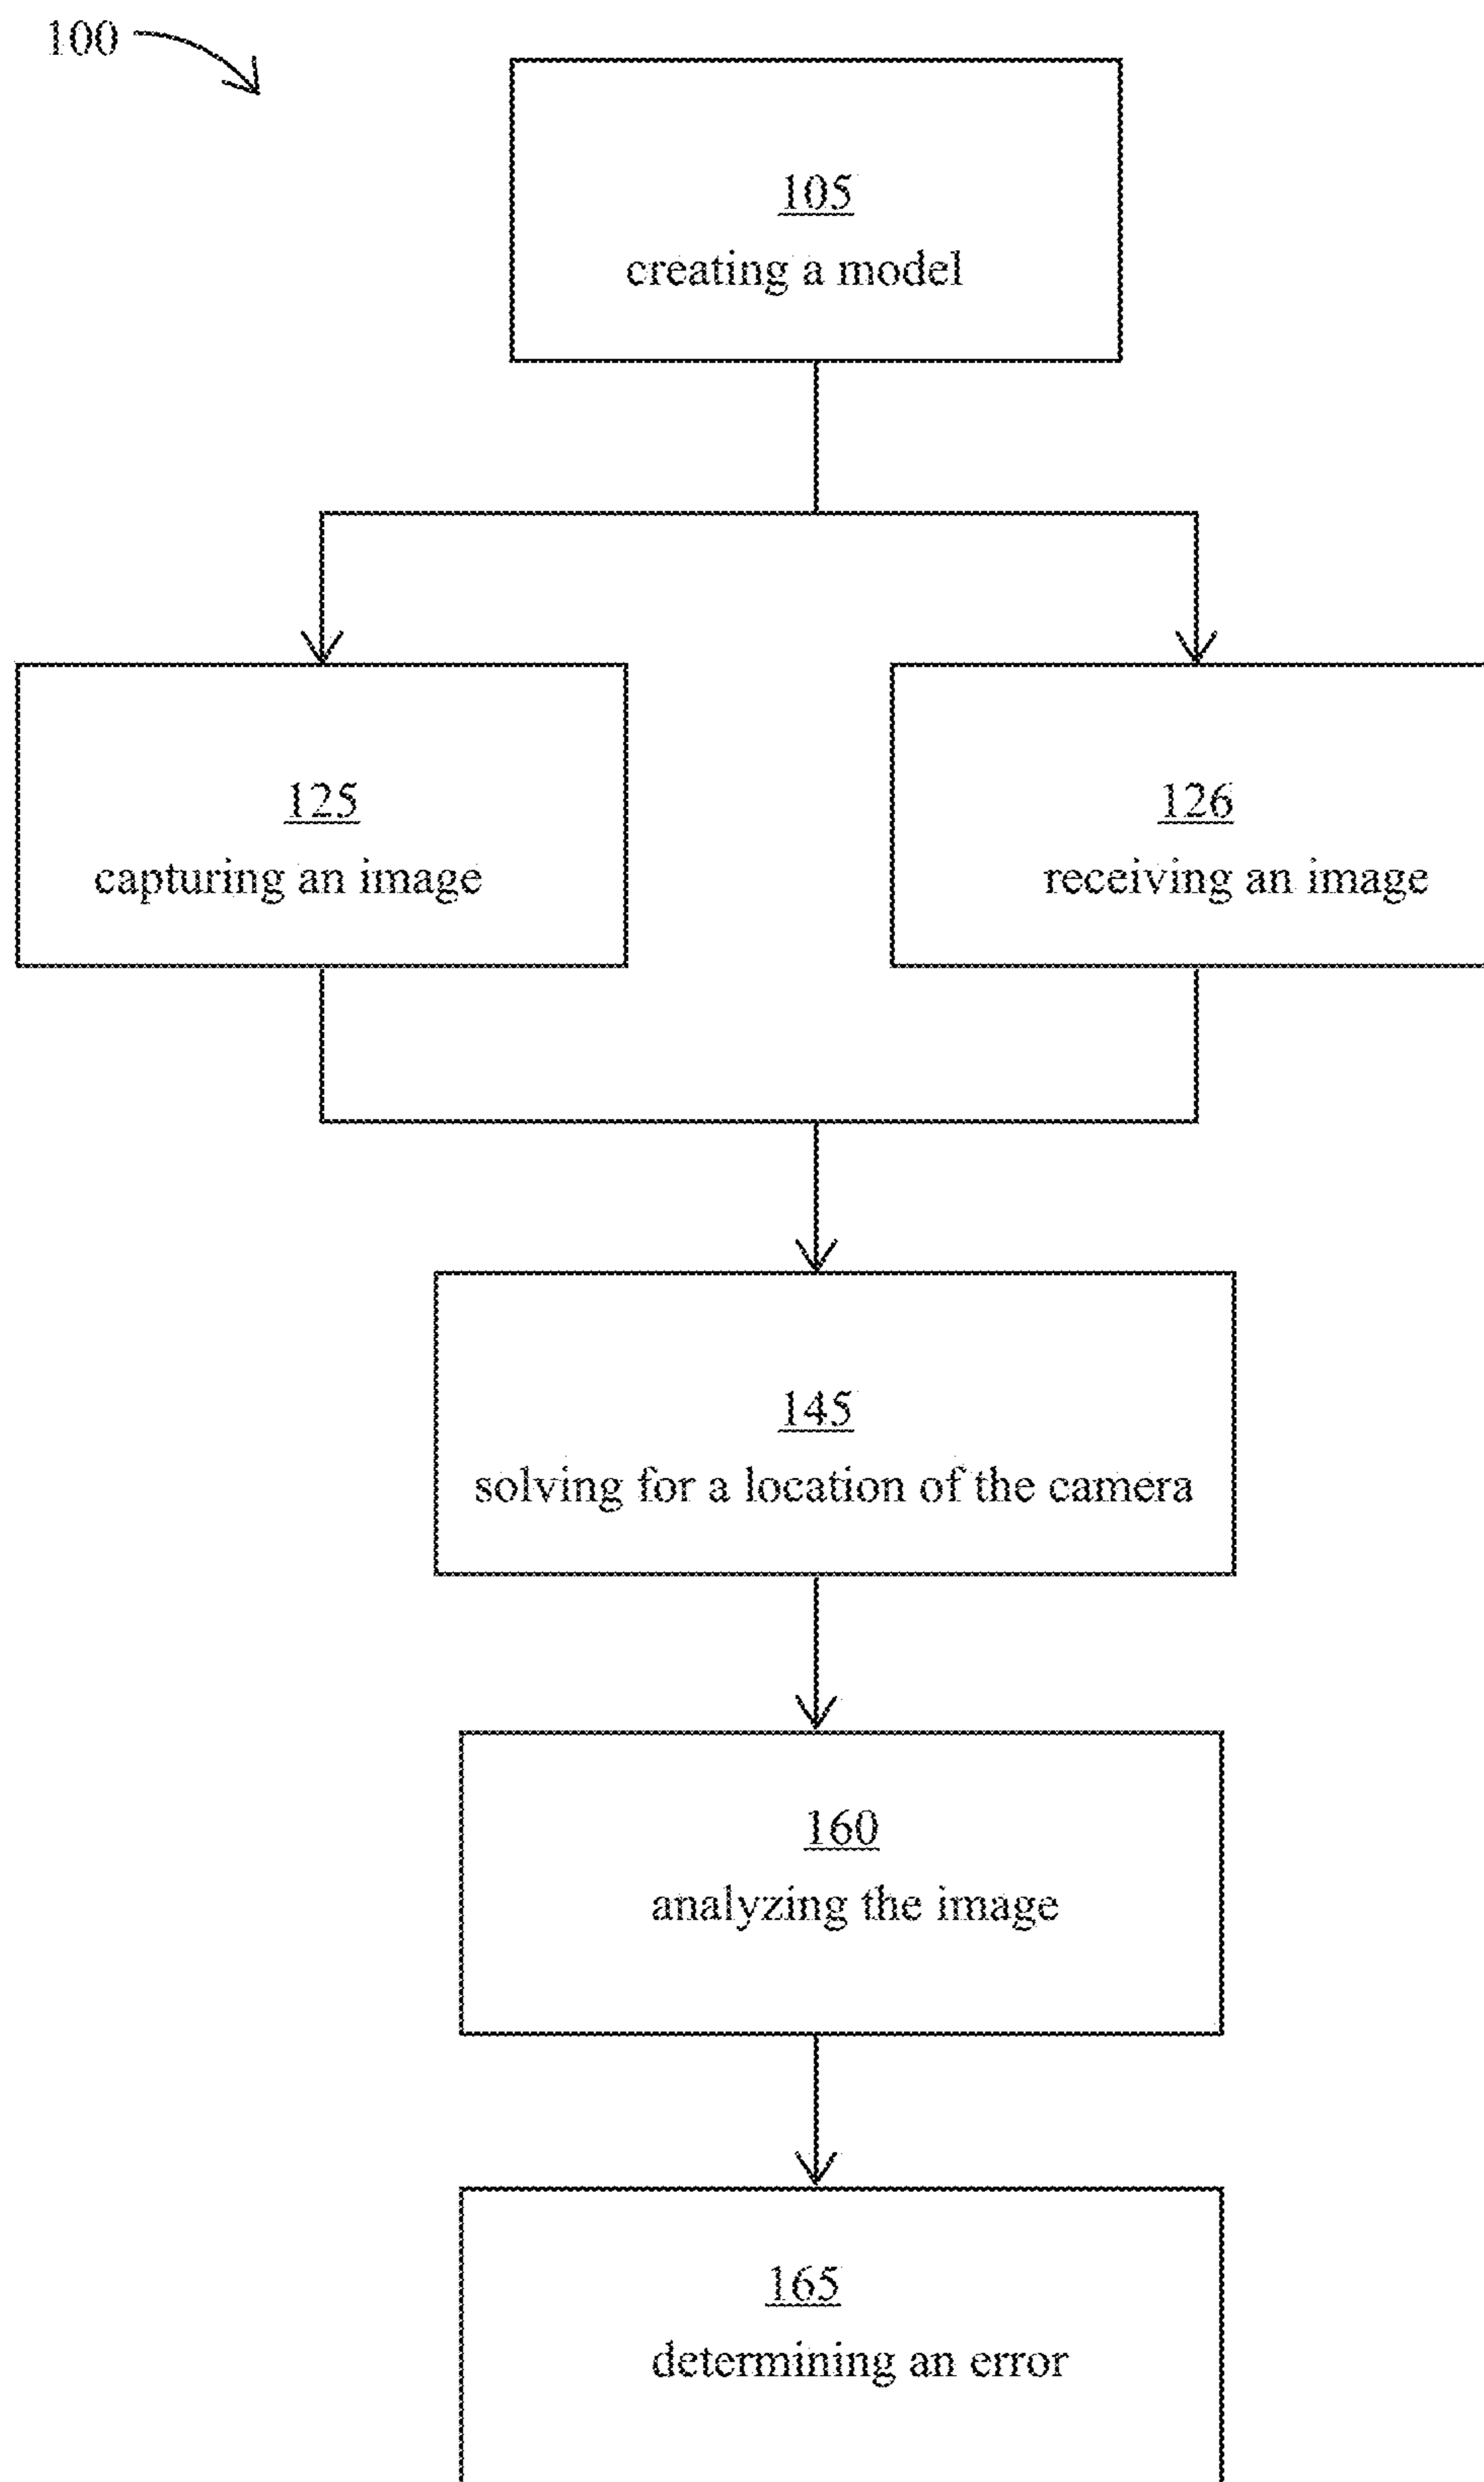 100
105
creating a model
125
capturing an image
126
receiving an image
145
solving for a location of the camera
160
analyzing the image
165
determining an error